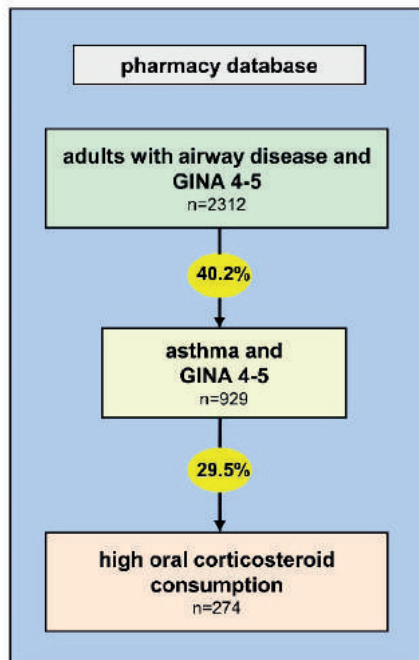 pharmacy database
adults with airway disease and
GINA 4-5
n=2312
40.2%
asthma and
GINA 4-5
n=929
29.5%
high oral corticosteroid
consumption
n=274